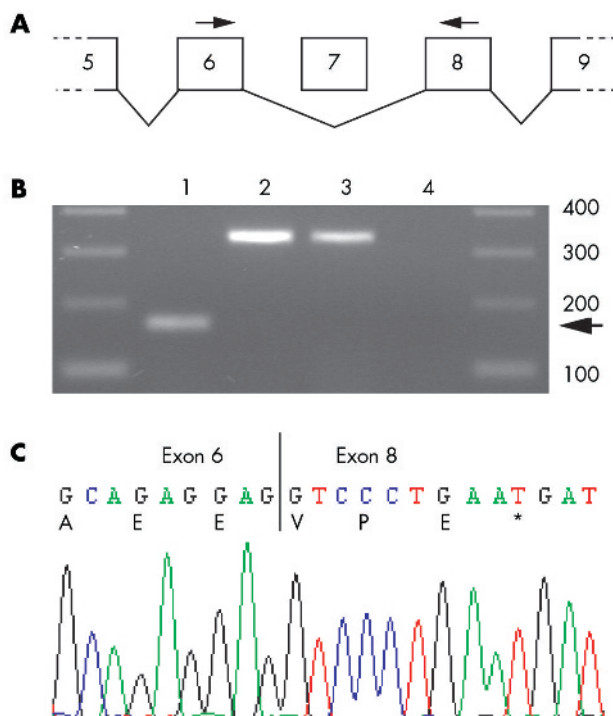 A
5 6 7 8 9
B
1 2 3 4
400
300
200
100
C
Exon 6 Exon 8
G C A G A G G A G G T C C C T G A A T G A T
A E E V P E *